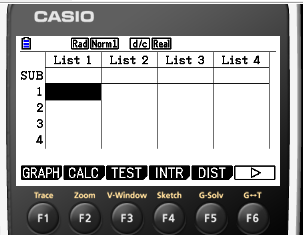 CASIO
Rad Norm1 d/c Real
List 1 List 2 List 3 List 4
SUB
1
2
3
4
GRAPH CALC TEST INTR DIST
Trace Zoom V-Window Sketch G-Solv G↔T
F1 F2 F3 F4 F5 F6